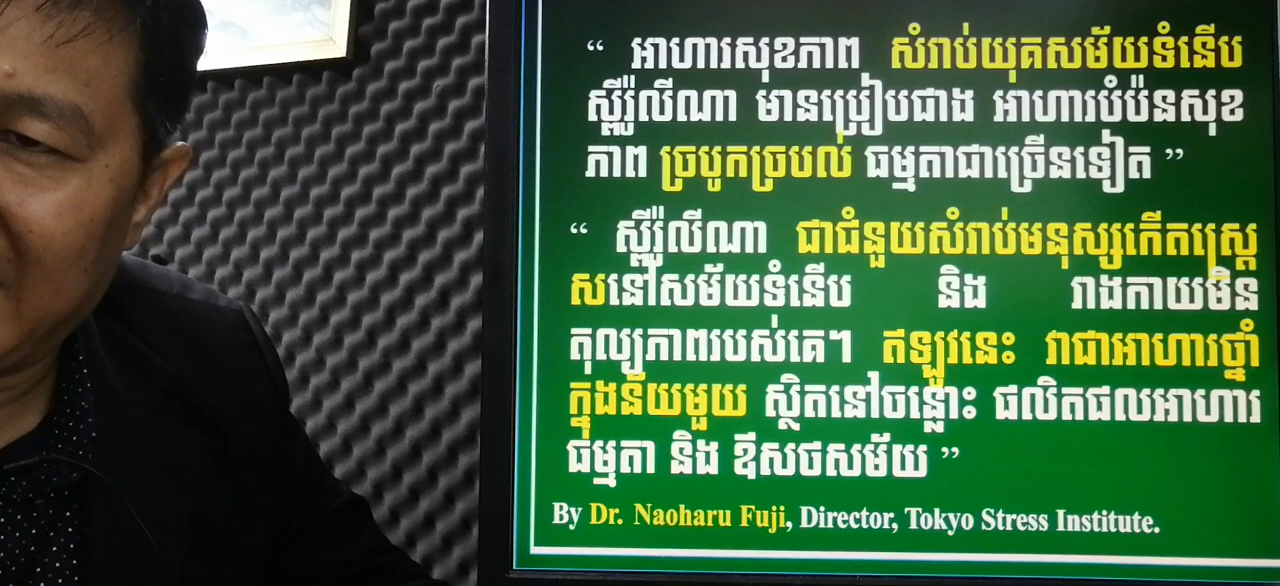 “ អាហារសុខភាព សំរាប់យុគសម័យទំនើប
ស្ពីរ៉ូលីណា មានប្រៀបជាង អាហារបំប៉នសុខ
ភាព ច្របូកច្របល់ ធម្មតាជាច្រើនទៀត ”
“ ស្ពីរ៉ូលីណា ជាជំនួយសំរាប់មនុស្សកើតស្ត្រេ
សនៅសម័យទំនើប និង រាងកាយមិន
តុល្យភាពរបស់គេ។ ឥឡូវនេះ វាជាអាហារថ្នាំ
ក្នុងន័យមួយ ស្ថិតនៅចន្លោះ ផលិតផលអាហារ
ធម្មតា និង ឱសថសម័យ ”
By Dr. Naoharu Fuji, Director, Tokyo Stress Institute.